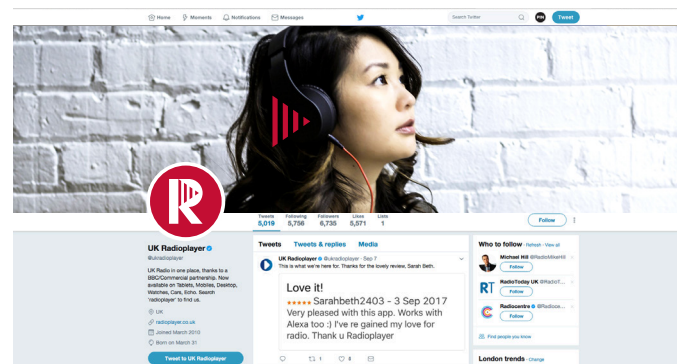 Home Moments Notifications Messages Search Twitter Tweet
Tweets Following Followers Likes Lists
5,019 5,756 6,735 5,571 1 Follow
UK Radioplayer
@ukradioplayer
UK Radio in one place, thanks to a
BBC/Commercial partnership. Now
available on Tablets, Mobiles, Desktop,
Watches, Cars, Echo. Search
'radioplayer' to find us.
UK
radioplayer.co.uk
Joined March 2010
Born on March 31
Tweet to UK Radioplayer
Tweets Tweets & replies Media
UK Radioplayer @ukradioplayer · Sep 7
This is what we're here for. Thanks for the lovely review, Sarah Beth.
Love it!
★★★★★ Sarahbeth2403 - 3 Sep 2017
Very pleased with this app. Works with
Alexa too :) I've re gained my love for
radio. Thank u Radioplayer
1 8
Who to follow · Refresh · View all
Michael Hill @RadioMikeHill
Follow
RT
RadioToday UK @RadioT...
Follow
Radiocentre @Radioce...
Follow
Find people you know
London trends · Change